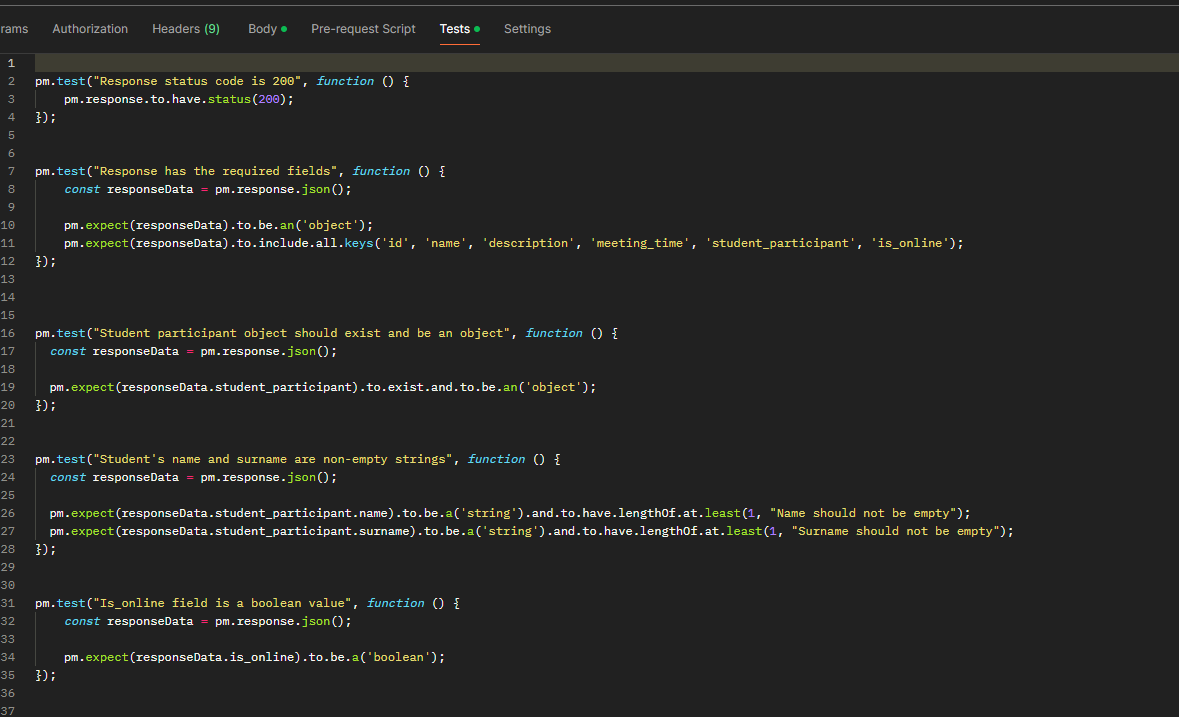 rams Authorization Headers (9) Body Pre-request Script Tests Settings
1
2 pm.test("Response status code is 200", function () {
3     pm.response.to.have.status(200);
4 });
5
6
7 pm.test("Response has the required fields", function () {
8     const responseData = pm.response.json();
9
10     pm.expect(responseData).to.be.an('object');
11     pm.expect(responseData).to.include.all.keys('id', 'name', 'description', 'meeting_time', 'student_participant', 'is_online');
12 });
13
14
15
16 pm.test("Student participant object should exist and be an object", function () {
17   const responseData = pm.response.json();
18
19   pm.expect(responseData.student_participant).to.exist.and.to.be.an('object');
20 });
21
22
23 pm.test("Student's name and surname are non-empty strings", function () {
24   const responseData = pm.response.json();
25
26   pm.expect(responseData.student_participant.name).to.be.a('string').and.to.have.lengthOf.at.least(1, "Name should not be empty");
27   pm.expect(responseData.student_participant.surname).to.be.a('string').and.to.have.lengthOf.at.least(1, "Surname should not be empty");
28 });
29
30
31 pm.test("Is_online field is a boolean value", function () {
32     const responseData = pm.response.json();
33
34     pm.expect(responseData.is_online).to.be.a('boolean');
35 });
36
37